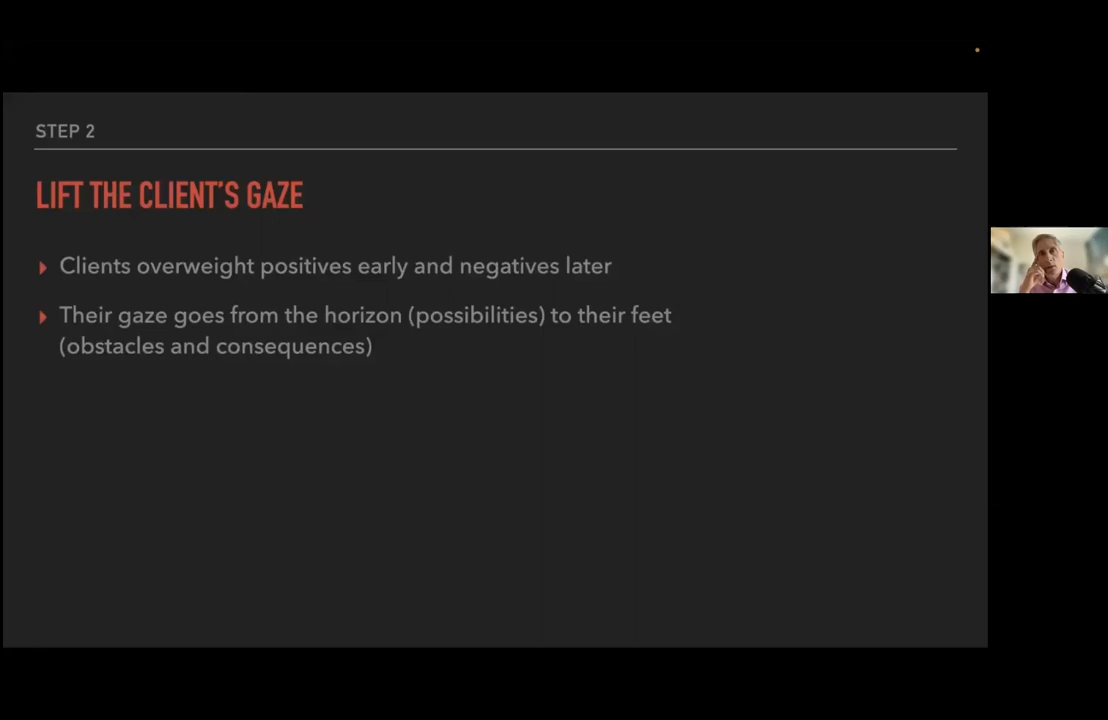 STEP 2
LIFT THE CLIENT'S GAZE
Clients overweight positives early and negatives later
Their gaze goes from the horizon (possibilities) to their feet
(obstacles and consequences)